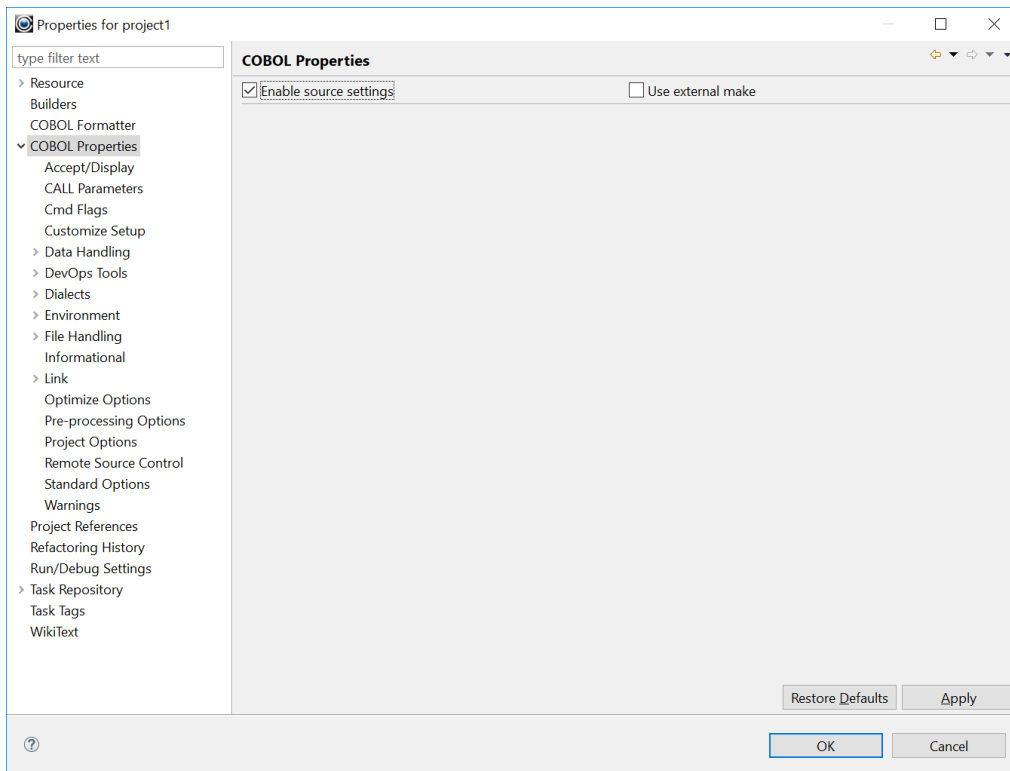 Properties for project1
type filter text
Resource
Builders
COBOL Formatter
COBOL Properties
Accept/Display
CALL Parameters
Cmd Flags
Customize Setup
Data Handling
DevOps Tools
Dialects
Environment
File Handling
Informational
Link
Optimize Options
Pre-processing Options
Project Options
Remote Source Control
Standard Options
Warnings
Project References
Refactoring History
Run/Debug Settings
Task Repository
Task Tags
WikiText
COBOL Properties
Enable source settings
Use external make
Restore Defaults
Apply
?
OK
Cancel